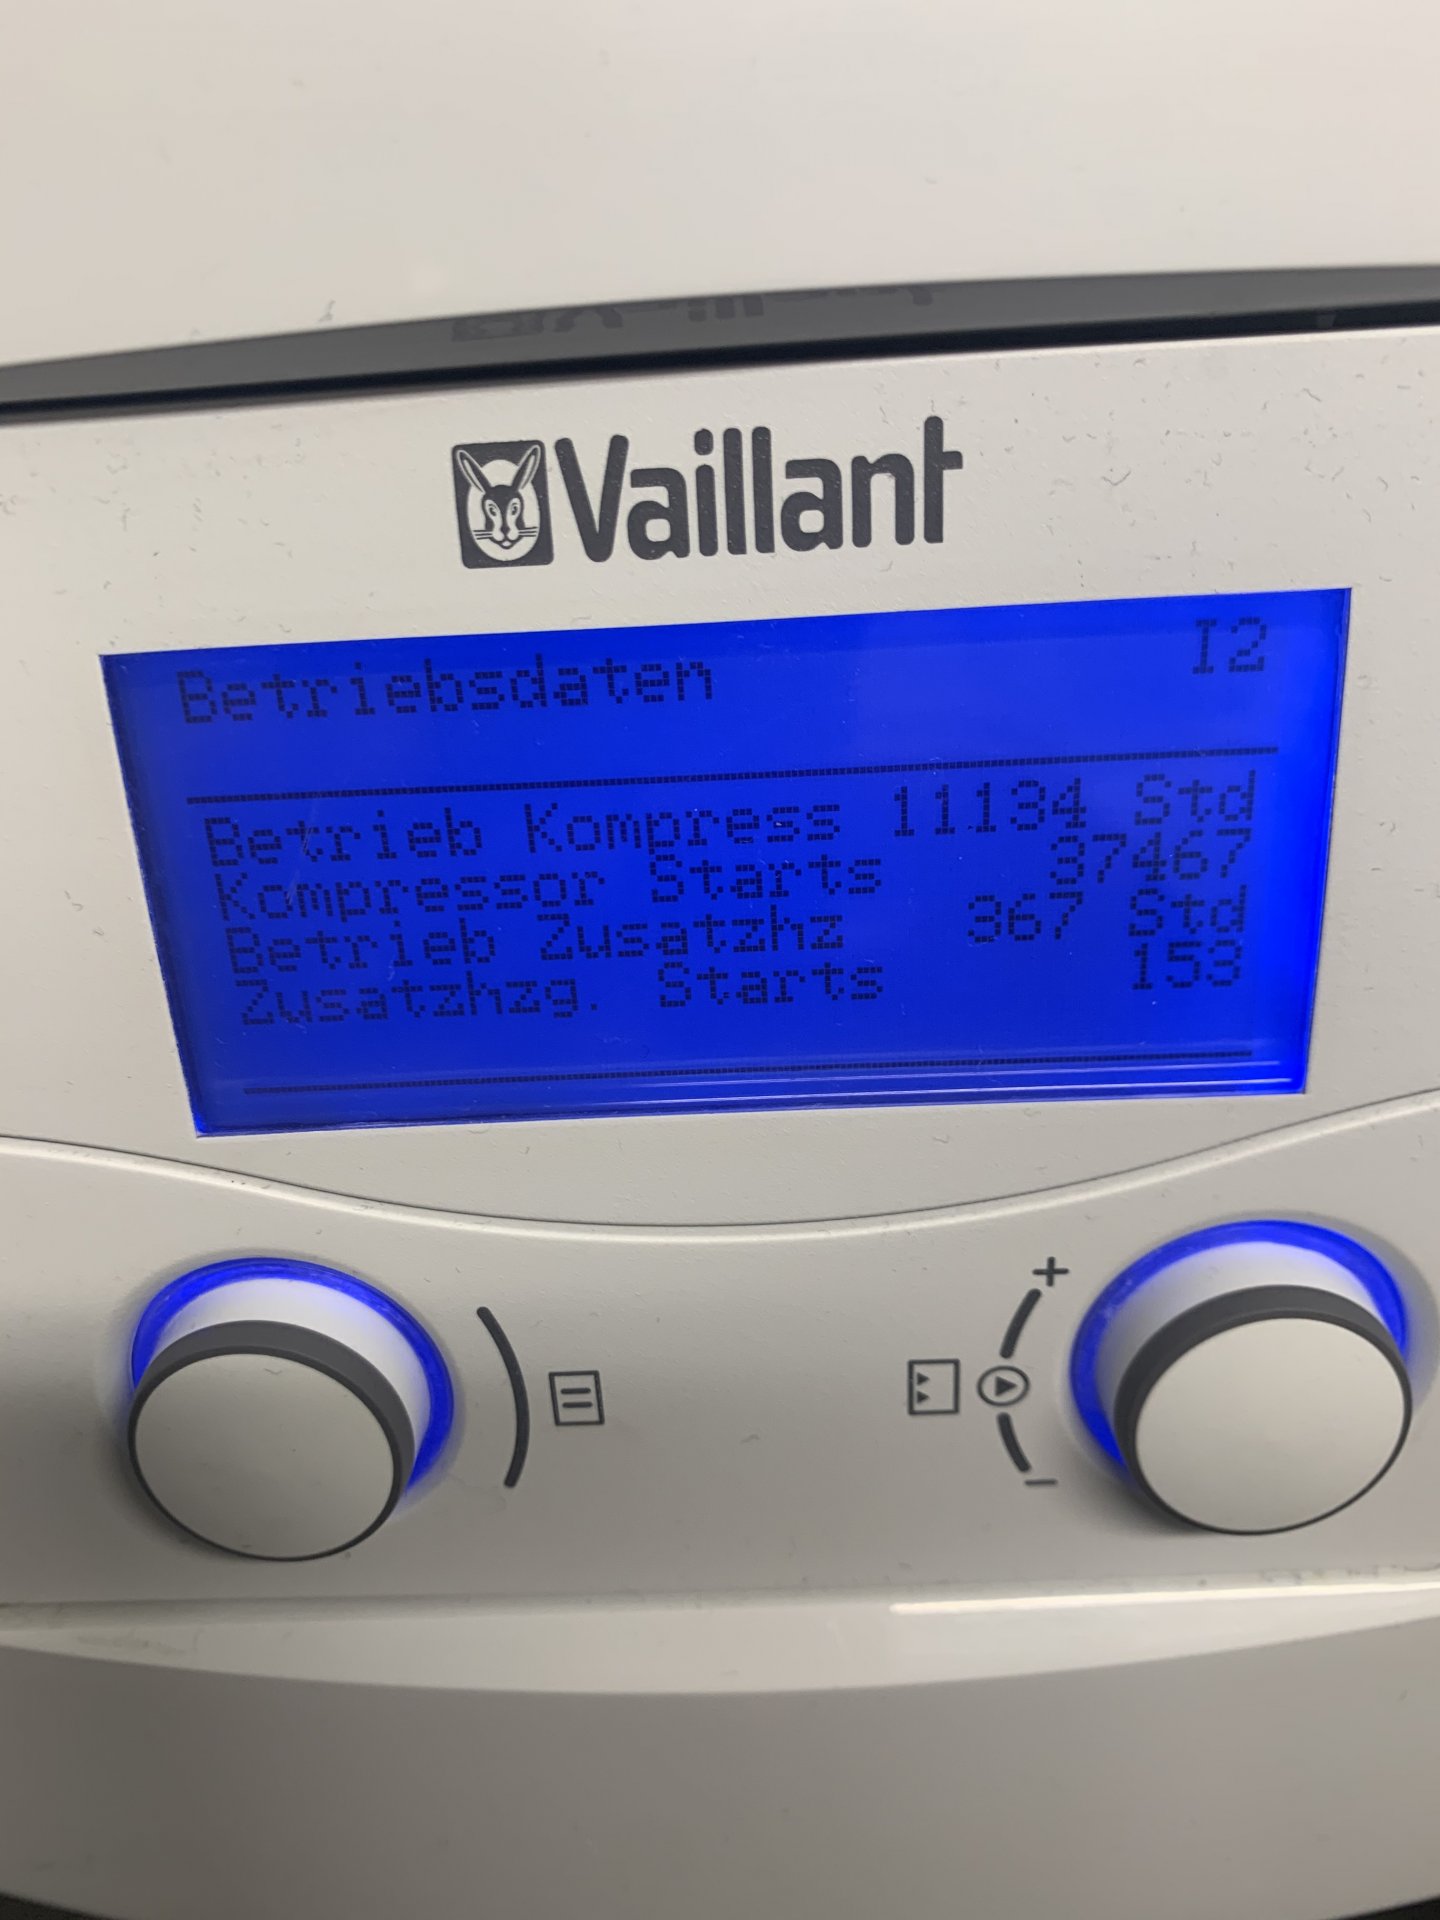 Vaillant
Betriebsdaten I2
Betrieb Kompress 11134 Std
Kompressor Starts 37467
Betrieb Zusatzhz 367 Std
Zusatzhzg. Starts 153
+
-